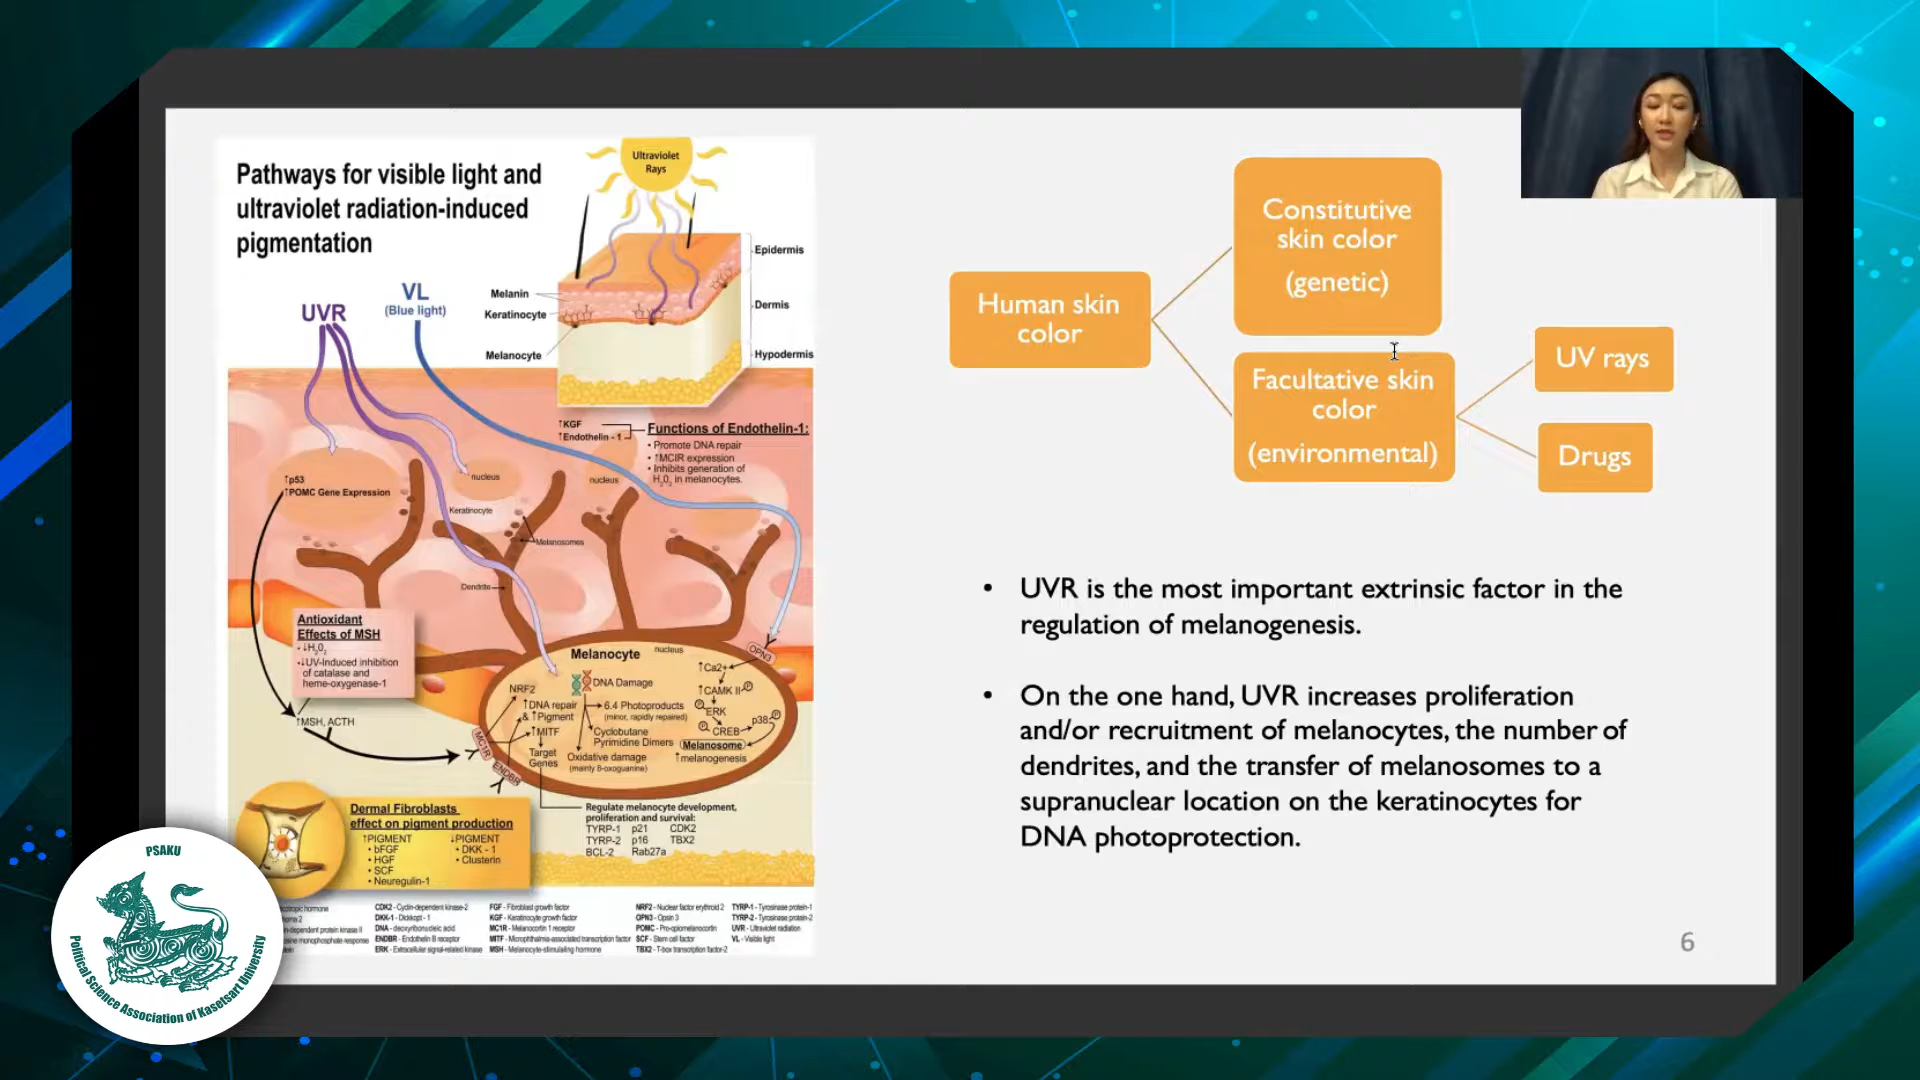 Pathways for visible light and
ultraviolet radiation-induced
pigmentation
Ultraviolet
Rays
Epidermis
Dermis
Hypodermis
Melanin
Keratinocyte
Melanocyte
UVR
VL
(Blue light)
↑KGF
↑Endothelin - 1
Functions of Endothelin-1:
• Promote DNA repair
• ↑MCIR expression
• Inhibits generation of
H2O2 in melanocytes.
↑p53
↑POMC Gene Expression
nucleus
nucleus
Keratinocyte
Melanosomes
Dendrite
Antioxidant
Effects of MSH
• ↓H2O2
• ↓UV-Induced inhibition
of catalase and
heme-oxygenase-1
↑MSH, ACTH
Melanocyte
nucleus
OPN3
MC1R
ENDBR
NRF2
DNA Damage
↑DNA repair
& ↑Pigment
↑MITF
Target
Genes
6.4 Photoproducts
(minor, rapidly repaired)
Cyclobutane
Pyrimidine Dimers
Oxidative damage
(mainly 8-oxoguanine)
↑Ca2+
↑CAMK II
P
P
ERK
P
CREB
p38
P
Melanosome
↑melanogenesis
Dermal Fibroblasts
effect on pigment production
↑PIGMENT
• bFGF
• HGF
• SCF
• Neuregulin-1
↓PIGMENT
• DKK - 1
• Clusterin
Regulate melanocyte development,
proliferation and survival:
TYRP-1 p21 CDK2
TYRP-2 p16 TBX2
BCL-2 Rab27a
CDK2 - Cyclin-dependent kinase-2
DKK-1 - Dickkopt - 1
DNA - deoxyribonucleic acid
ENDBR - Endothelin B receptor
ERK - Extracellular signal-related kinase
FGF - Fibroblast growth factor
KGF - Keratinocyte growth factor
MC1R - Melanocortin 1 receptor
MITF - Microphthalmia-associated transcription factor
MSH - Melanocyte-stimulating hormone
NRF2 - Nuclear factor erythroid 2
OPN3 - Opsin 3
POMC - Pro-opiomelanocortin
SCF - Stem cell factor
TBX2 - T-box transcription factor-2
TYRP-1 - Tyrosinase protein-1
TYRP-2 - Tyrosinase protein-2
UVR - Ultraviolet radiation
VL - Visible light
Human skin
color
Constitutive
skin color
(genetic)
Facultative skin
color
(environmental)
UV rays
Drugs
• UVR is the most important extrinsic factor in the
regulation of melanogenesis.
• On the one hand, UVR increases proliferation
and/or recruitment of melanocytes, the number of
dendrites, and the transfer of melanosomes to a
supranuclear location on the keratinocytes for
DNA photoprotection.
6
PSAKU
Political Science Association of Kasetsart University